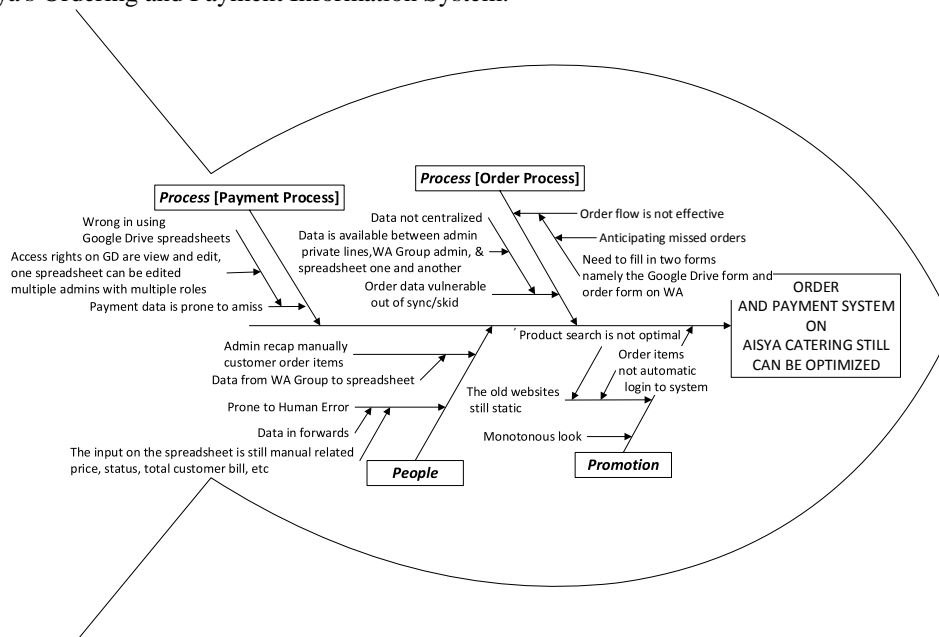 ya's Ordering and Payment Information System.
Process [Payment Process]
Wrong in using
Google Drive spreadsheets
Access rights on GD are view and edit,
one spreadsheet can be edited
multiple admins with multiple roles
Payment data is prone to amiss
Process [Order Process]
Data not centralized
Data is available between admin
private lines,WA Group admin, &
spreadsheet one and another
Order data vulnerable
out of sync/skid
Order flow is not effective
Anticipating missed orders
Need to fill in two forms
namely the Google Drive form and
order form on WA
ORDER
AND PAYMENT SYSTEM
ON
AISYA CATERING STILL
CAN BE OPTIMIZED
Admin recap manually
customer order items
Data from WA Group to spreadsheet
Prone to Human Error
Data in forwards
The input on the spreadsheet is still manual related
price, status, total customer bill, etc
People
Product search is not optimal
Order items
not automatic
login to system
The old websites
still static
Monotonous look
Promotion